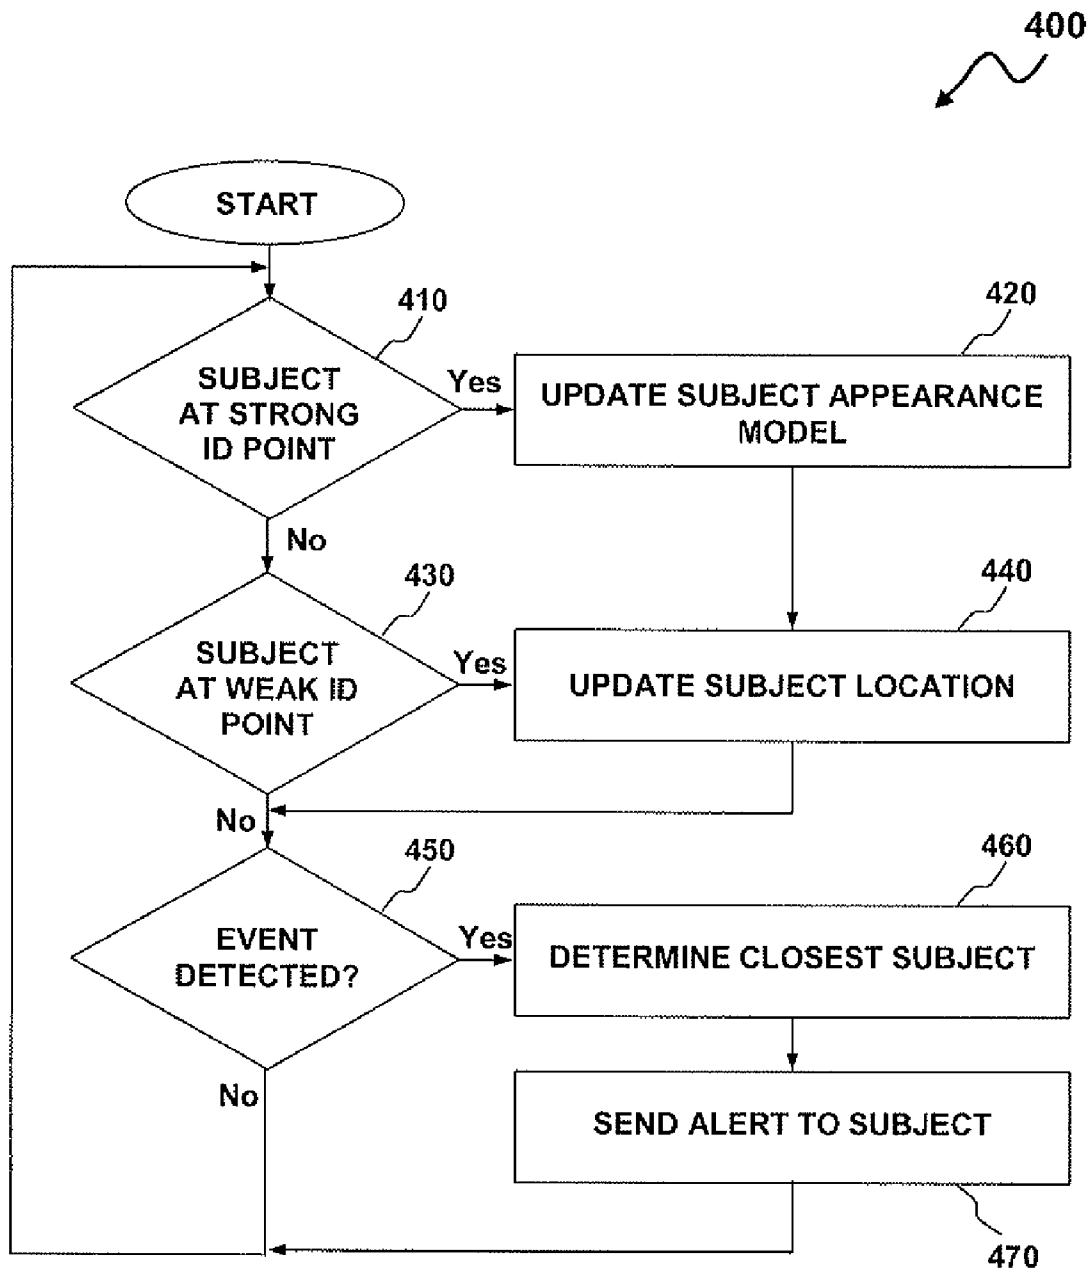 400
START
410
SUBJECT
AT STRONG
ID POINT
Yes
420
UPDATE SUBJECT APPEARANCE
MODEL
No
430
SUBJECT
AT WEAK ID
POINT
Yes
440
UPDATE SUBJECT LOCATION
No
450
EVENT
DETECTED?
Yes
460
DETERMINE CLOSEST SUBJECT
No
SEND ALERT TO SUBJECT
470